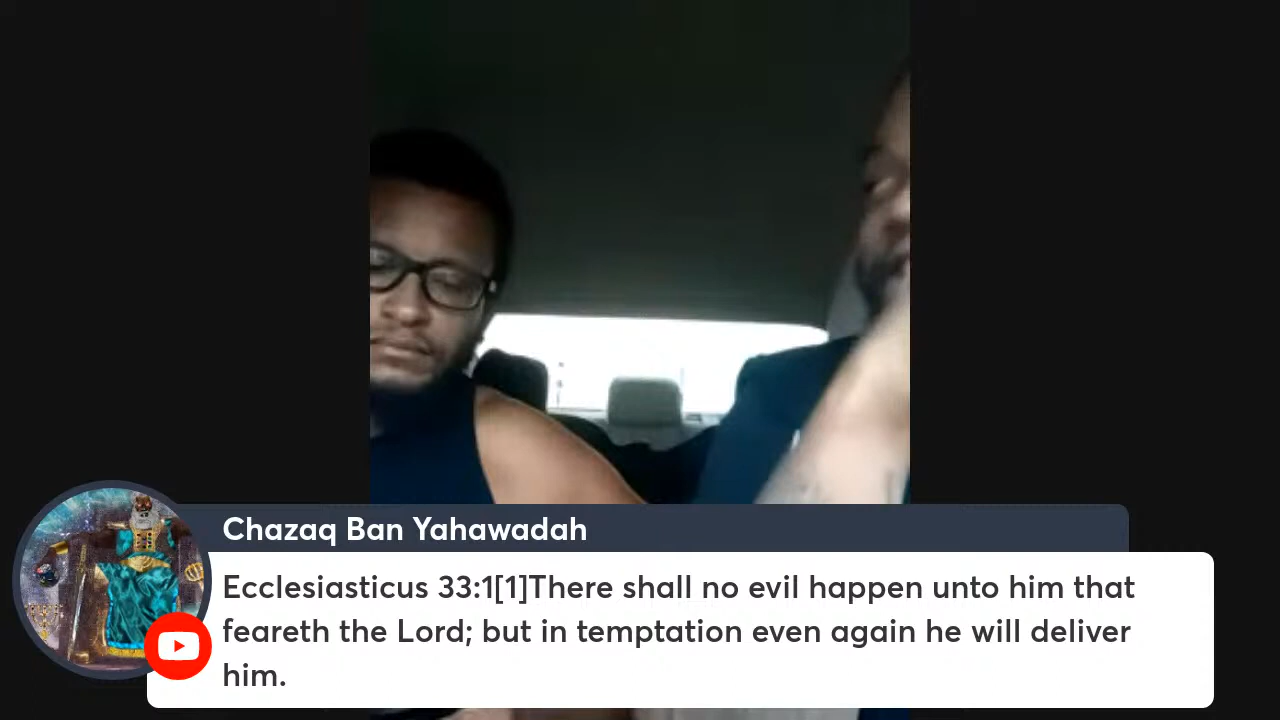 Chazaq Ban Yahawadah
Ecclesiasticus 33:1[1]There shall no evil happen unto him that
feareth the Lord; but in temptation even again he will deliver
him.